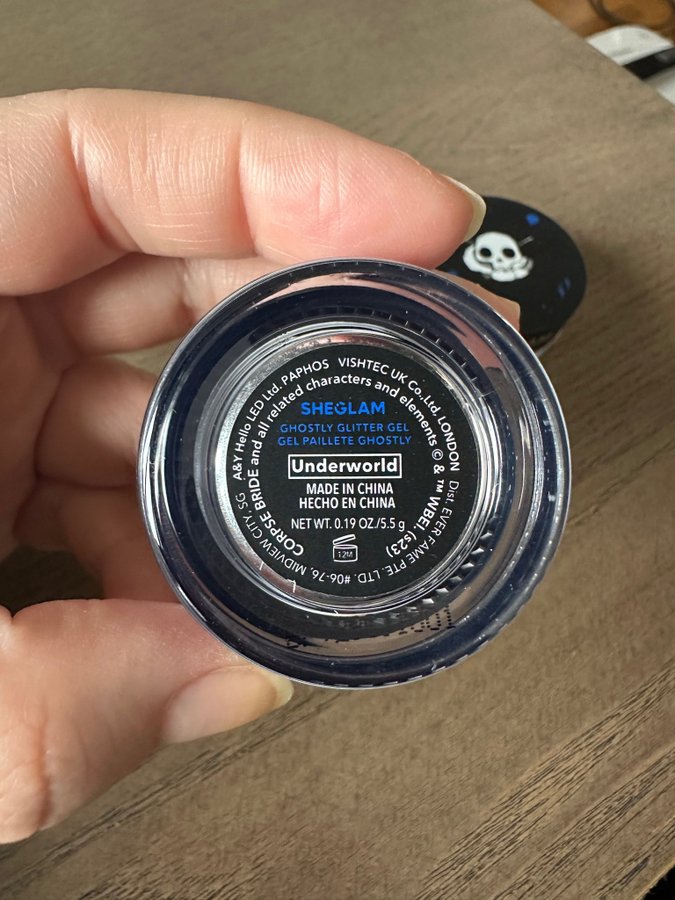 A&Y Hello LED Ltd. PAPHOS VISHTEC UK Co., Ltd. LONDON Dist. EVER FAME PTE. LTD. #06-76, MIDVIEW CITY, SG
CORPSE BRIDE and all related characters and elements © & ™ WBEI. (s23)
SHEGLAM
GHOSTLY GLITTER GEL
GEL PAILLETE GHOSTLY
Underworld
MADE IN CHINA
HECHO EN CHINA
NET WT. 0.19 OZ./5.5 g
12M